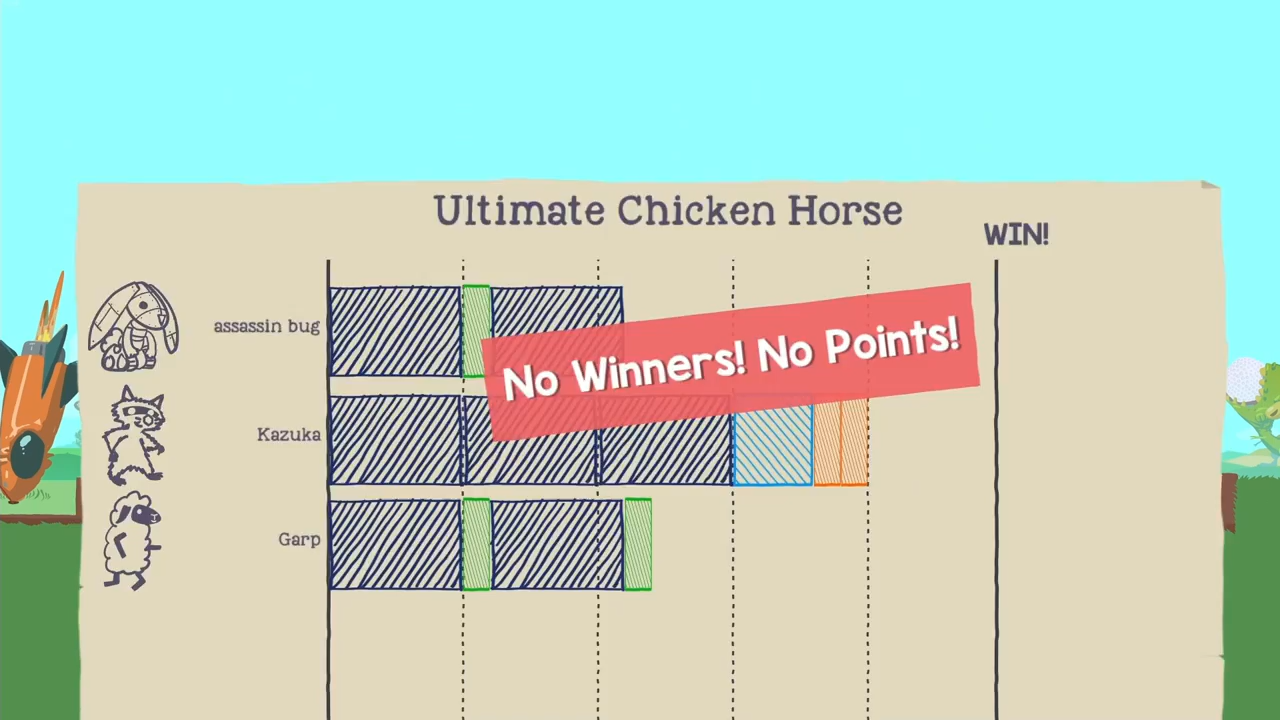 Ultimate Chicken Horse
WIN!
assassin bug
No Winners! No Points!
Kazuka
Garp